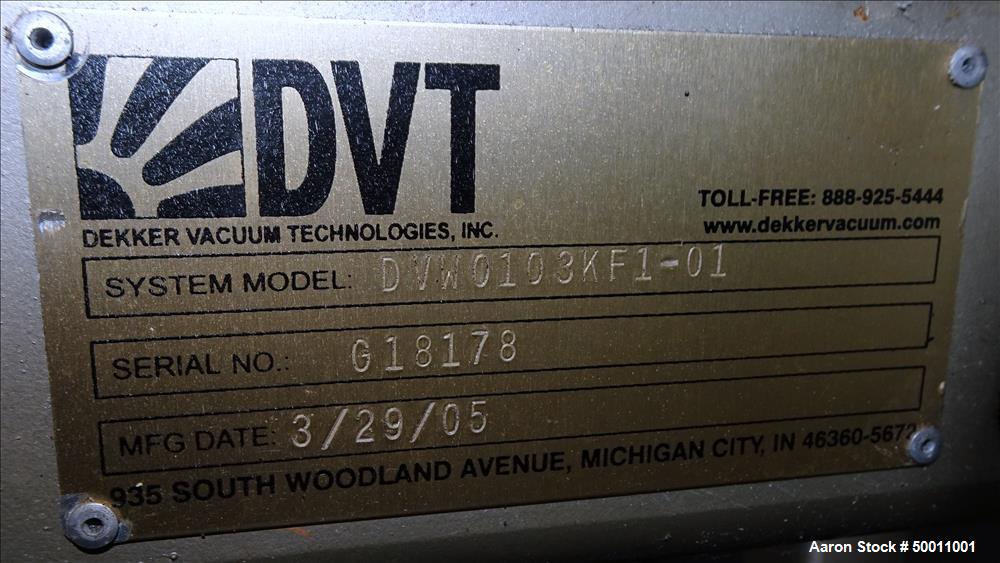 DVT
DEKKER VACUUM TECHNOLOGIES, INC.
TOLL-FREE: 888-925-5444
www.dekkervacuum.com
SYSTEM MODEL: DVW0103KF1-01
SERIAL NO.: G18178
MFG DATE: 3/29/05
935 SOUTH WOODLAND AVENUE, MICHIGAN CITY, IN 46360-5672
Aaron Stock # 50011001